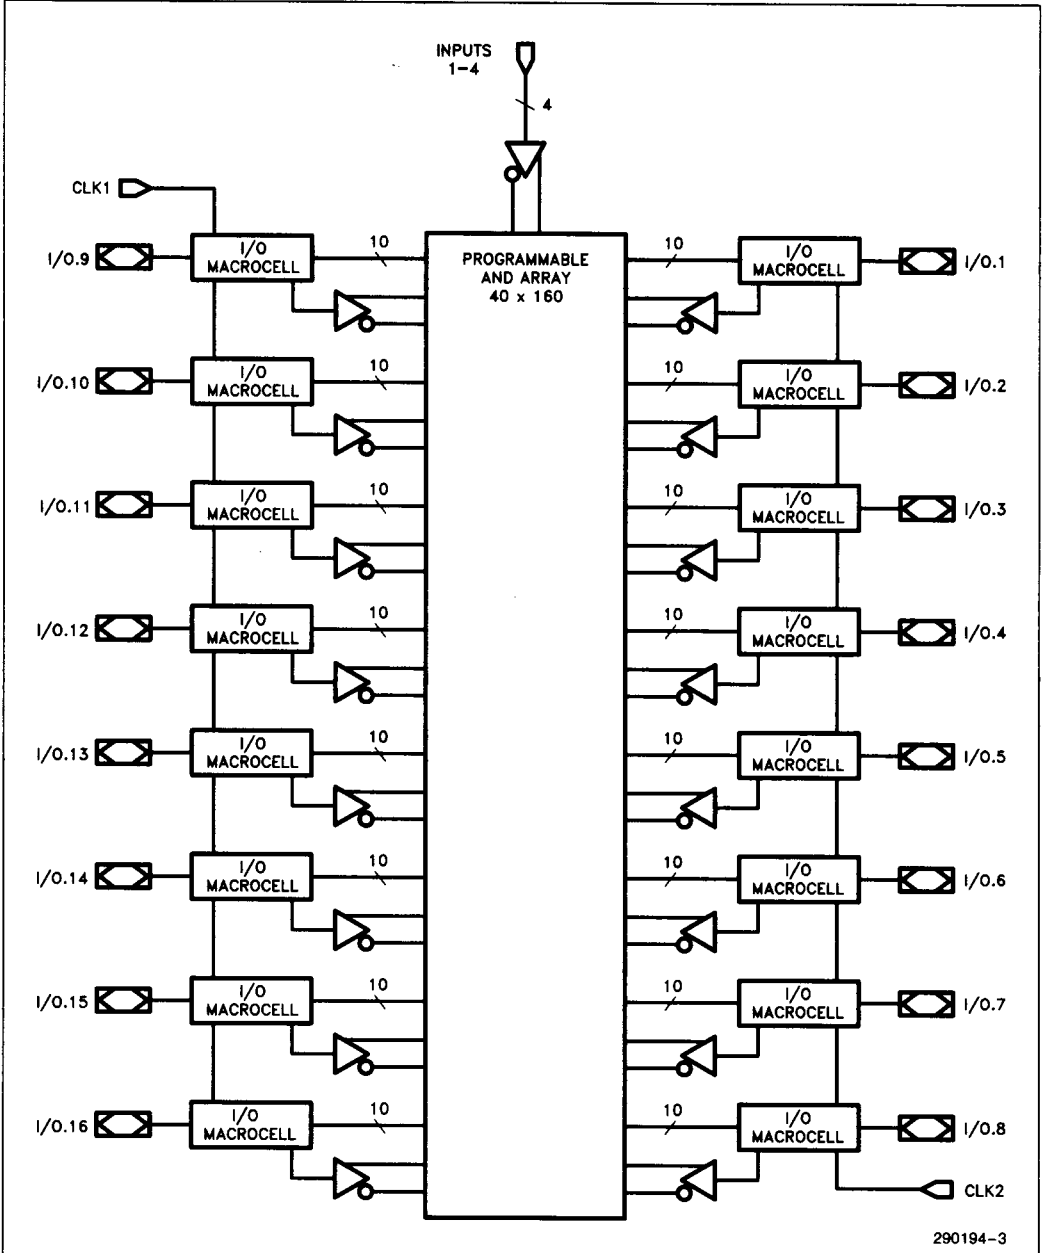 INPUTS
1-4
4
CLK1
I/O.9
I/O
MACROCELL
10
PROGRAMMABLE
AND ARRAY
40 x 160
10
I/O
MACROCELL
I/O.1
I/O.10
I/O
MACROCELL
10
10
I/O
MACROCELL
I/O.2
I/O.11
I/O
MACROCELL
10
10
I/O
MACROCELL
I/O.3
I/O.12
I/O
MACROCELL
10
10
I/O
MACROCELL
I/O.4
I/O.13
I/O
MACROCELL
10
10
I/O
MACROCELL
I/O.5
I/O.14
I/O
MACROCELL
10
10
I/O
MACROCELL
I/O.6
I/O.15
I/O
MACROCELL
10
10
I/O
MACROCELL
I/O.7
I/O.16
I/O
MACROCELL
10
10
I/O
MACROCELL
I/O.8
CLK2
290194-3